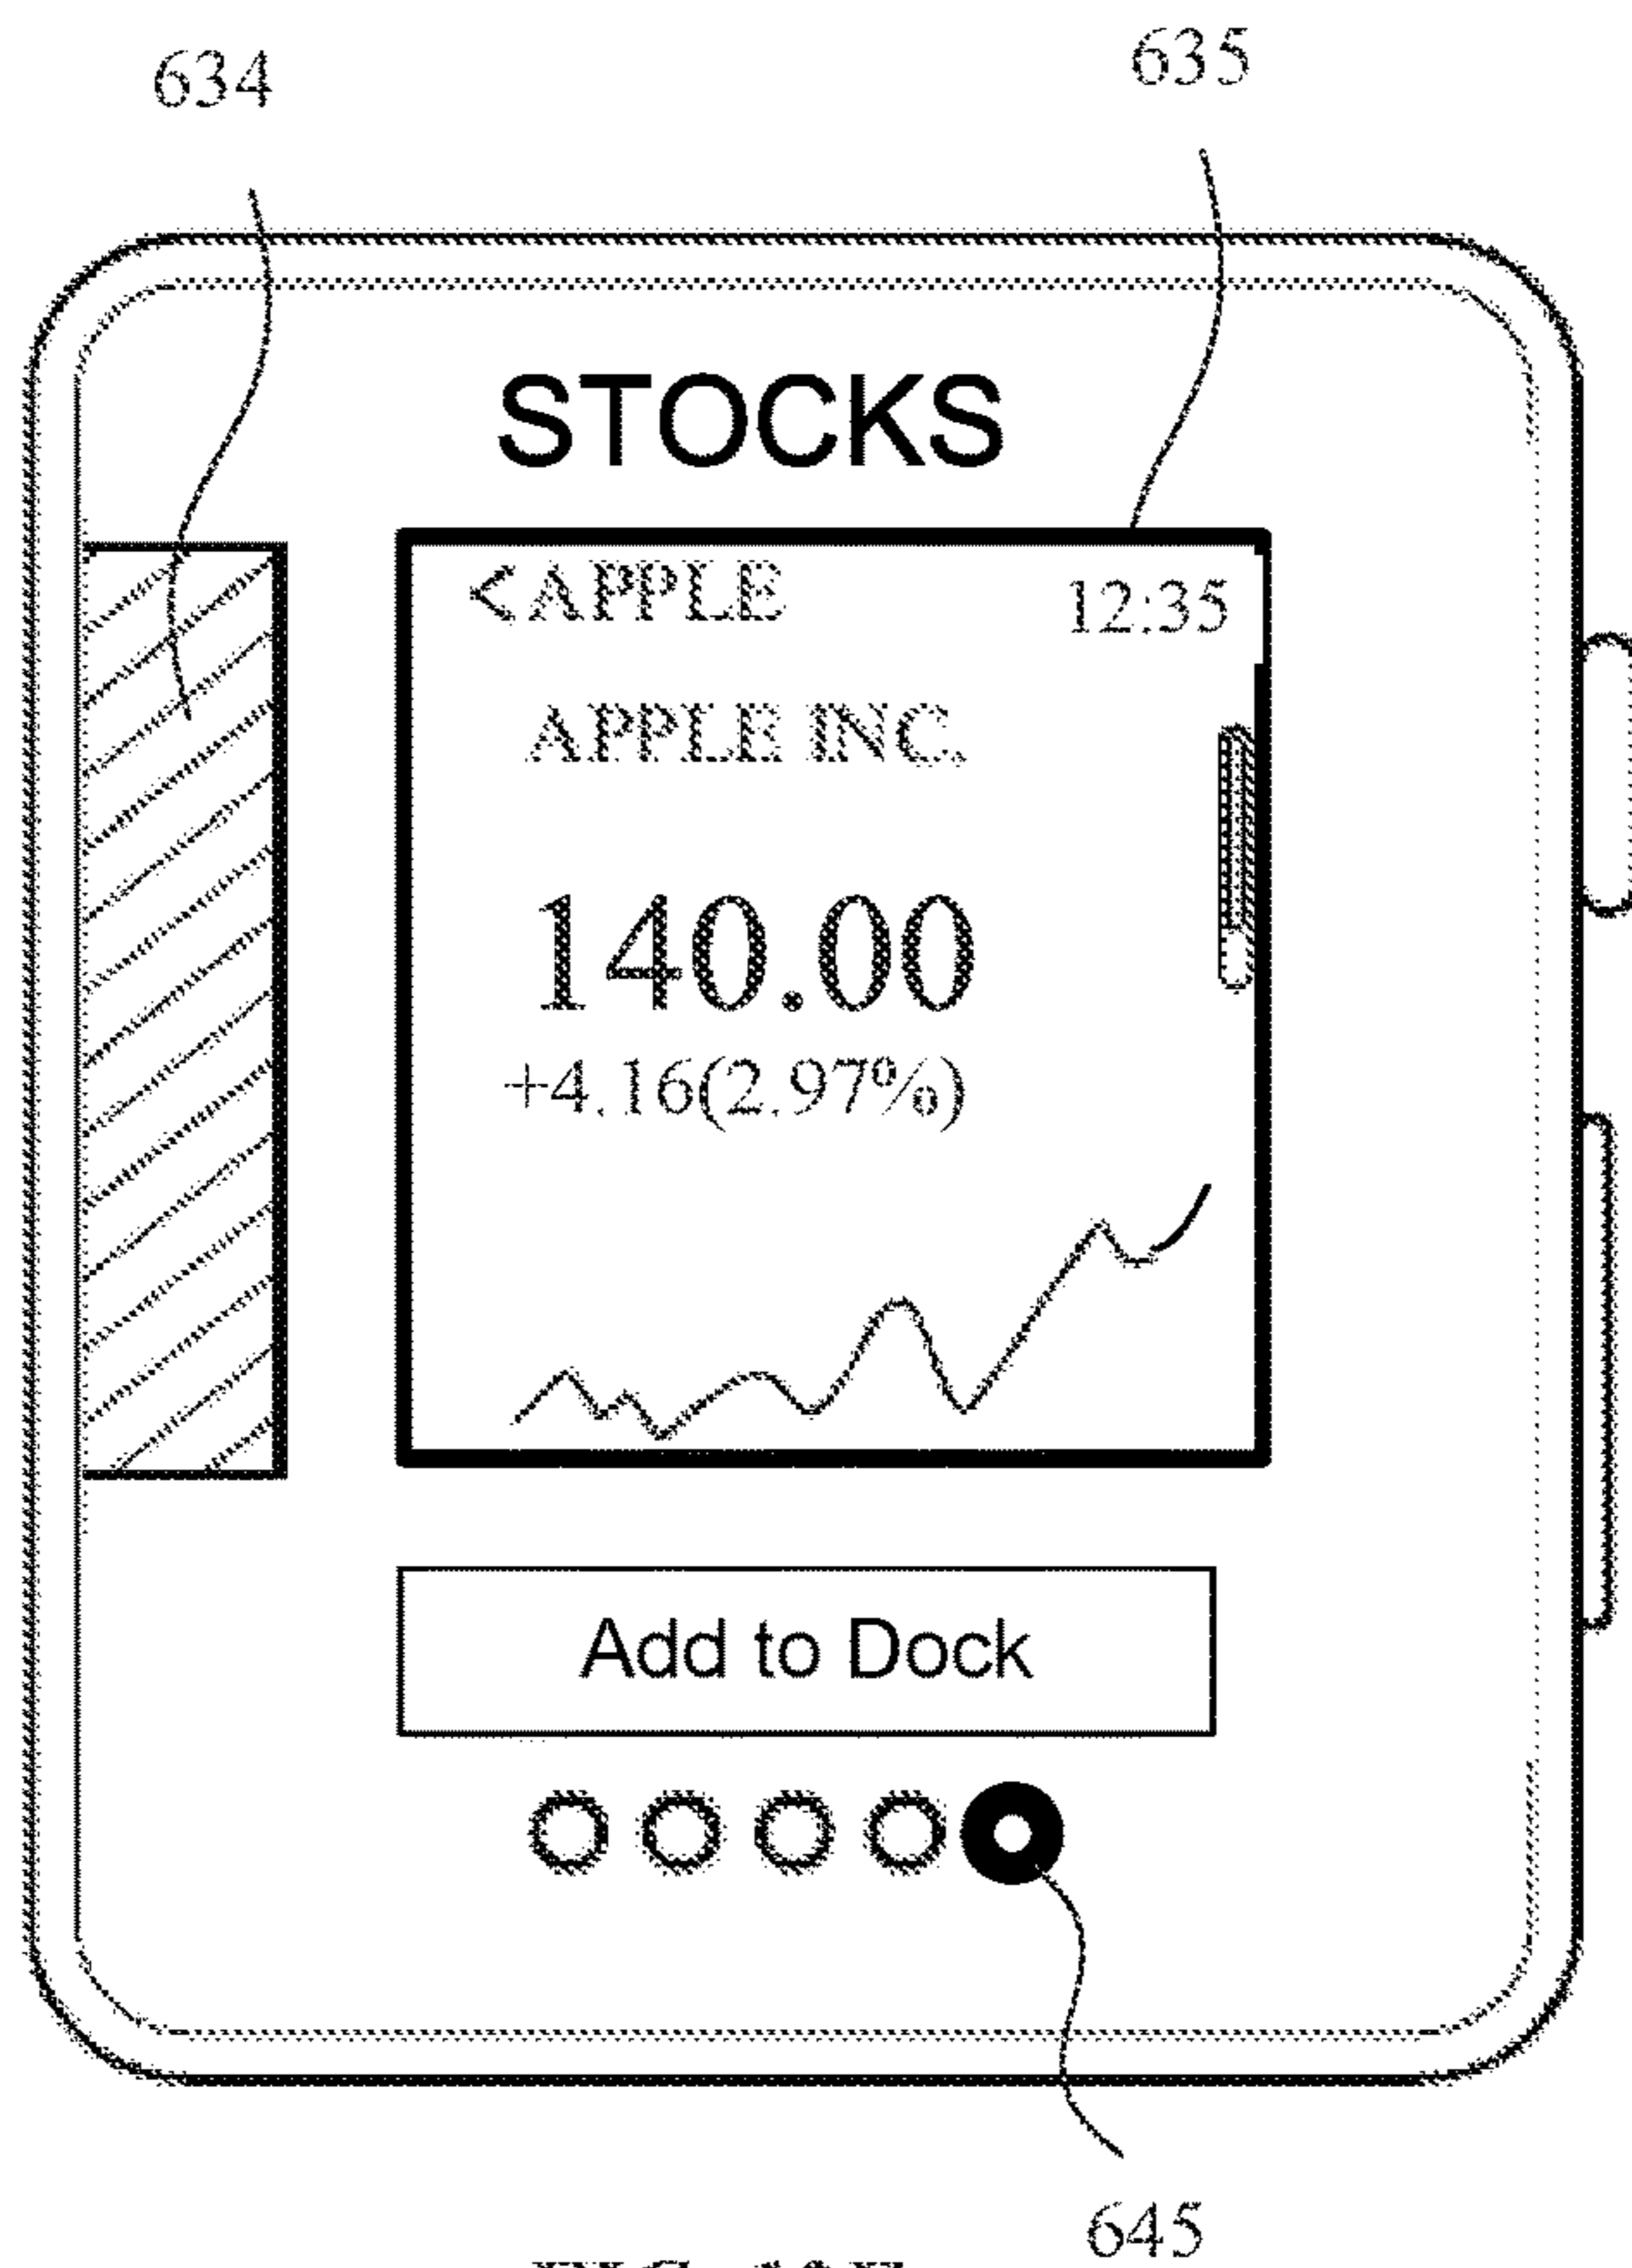 634
635
STOCKS
<APPLE 12:35
APPLE INC.
140.00
+4.16(2.97%)
Add to Dock
645